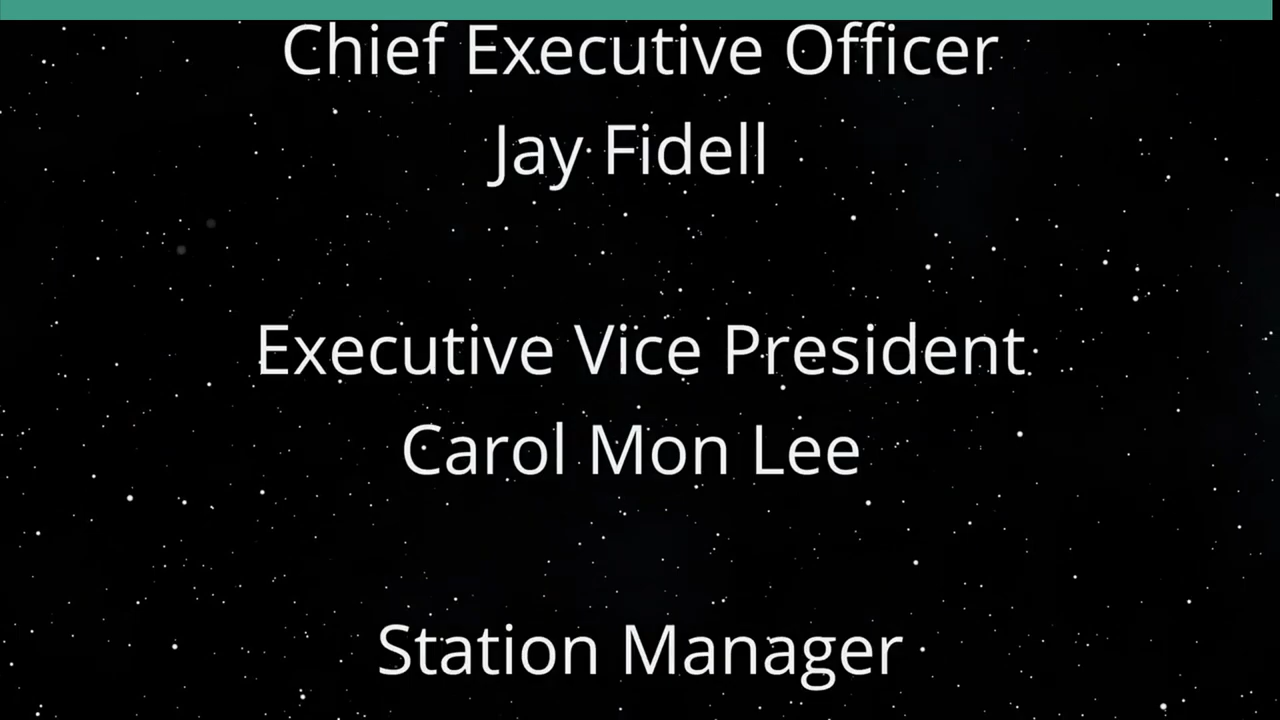 Chief Executive Officer
Jay Fidell
Executive Vice President
Carol Mon Lee
Station Manager